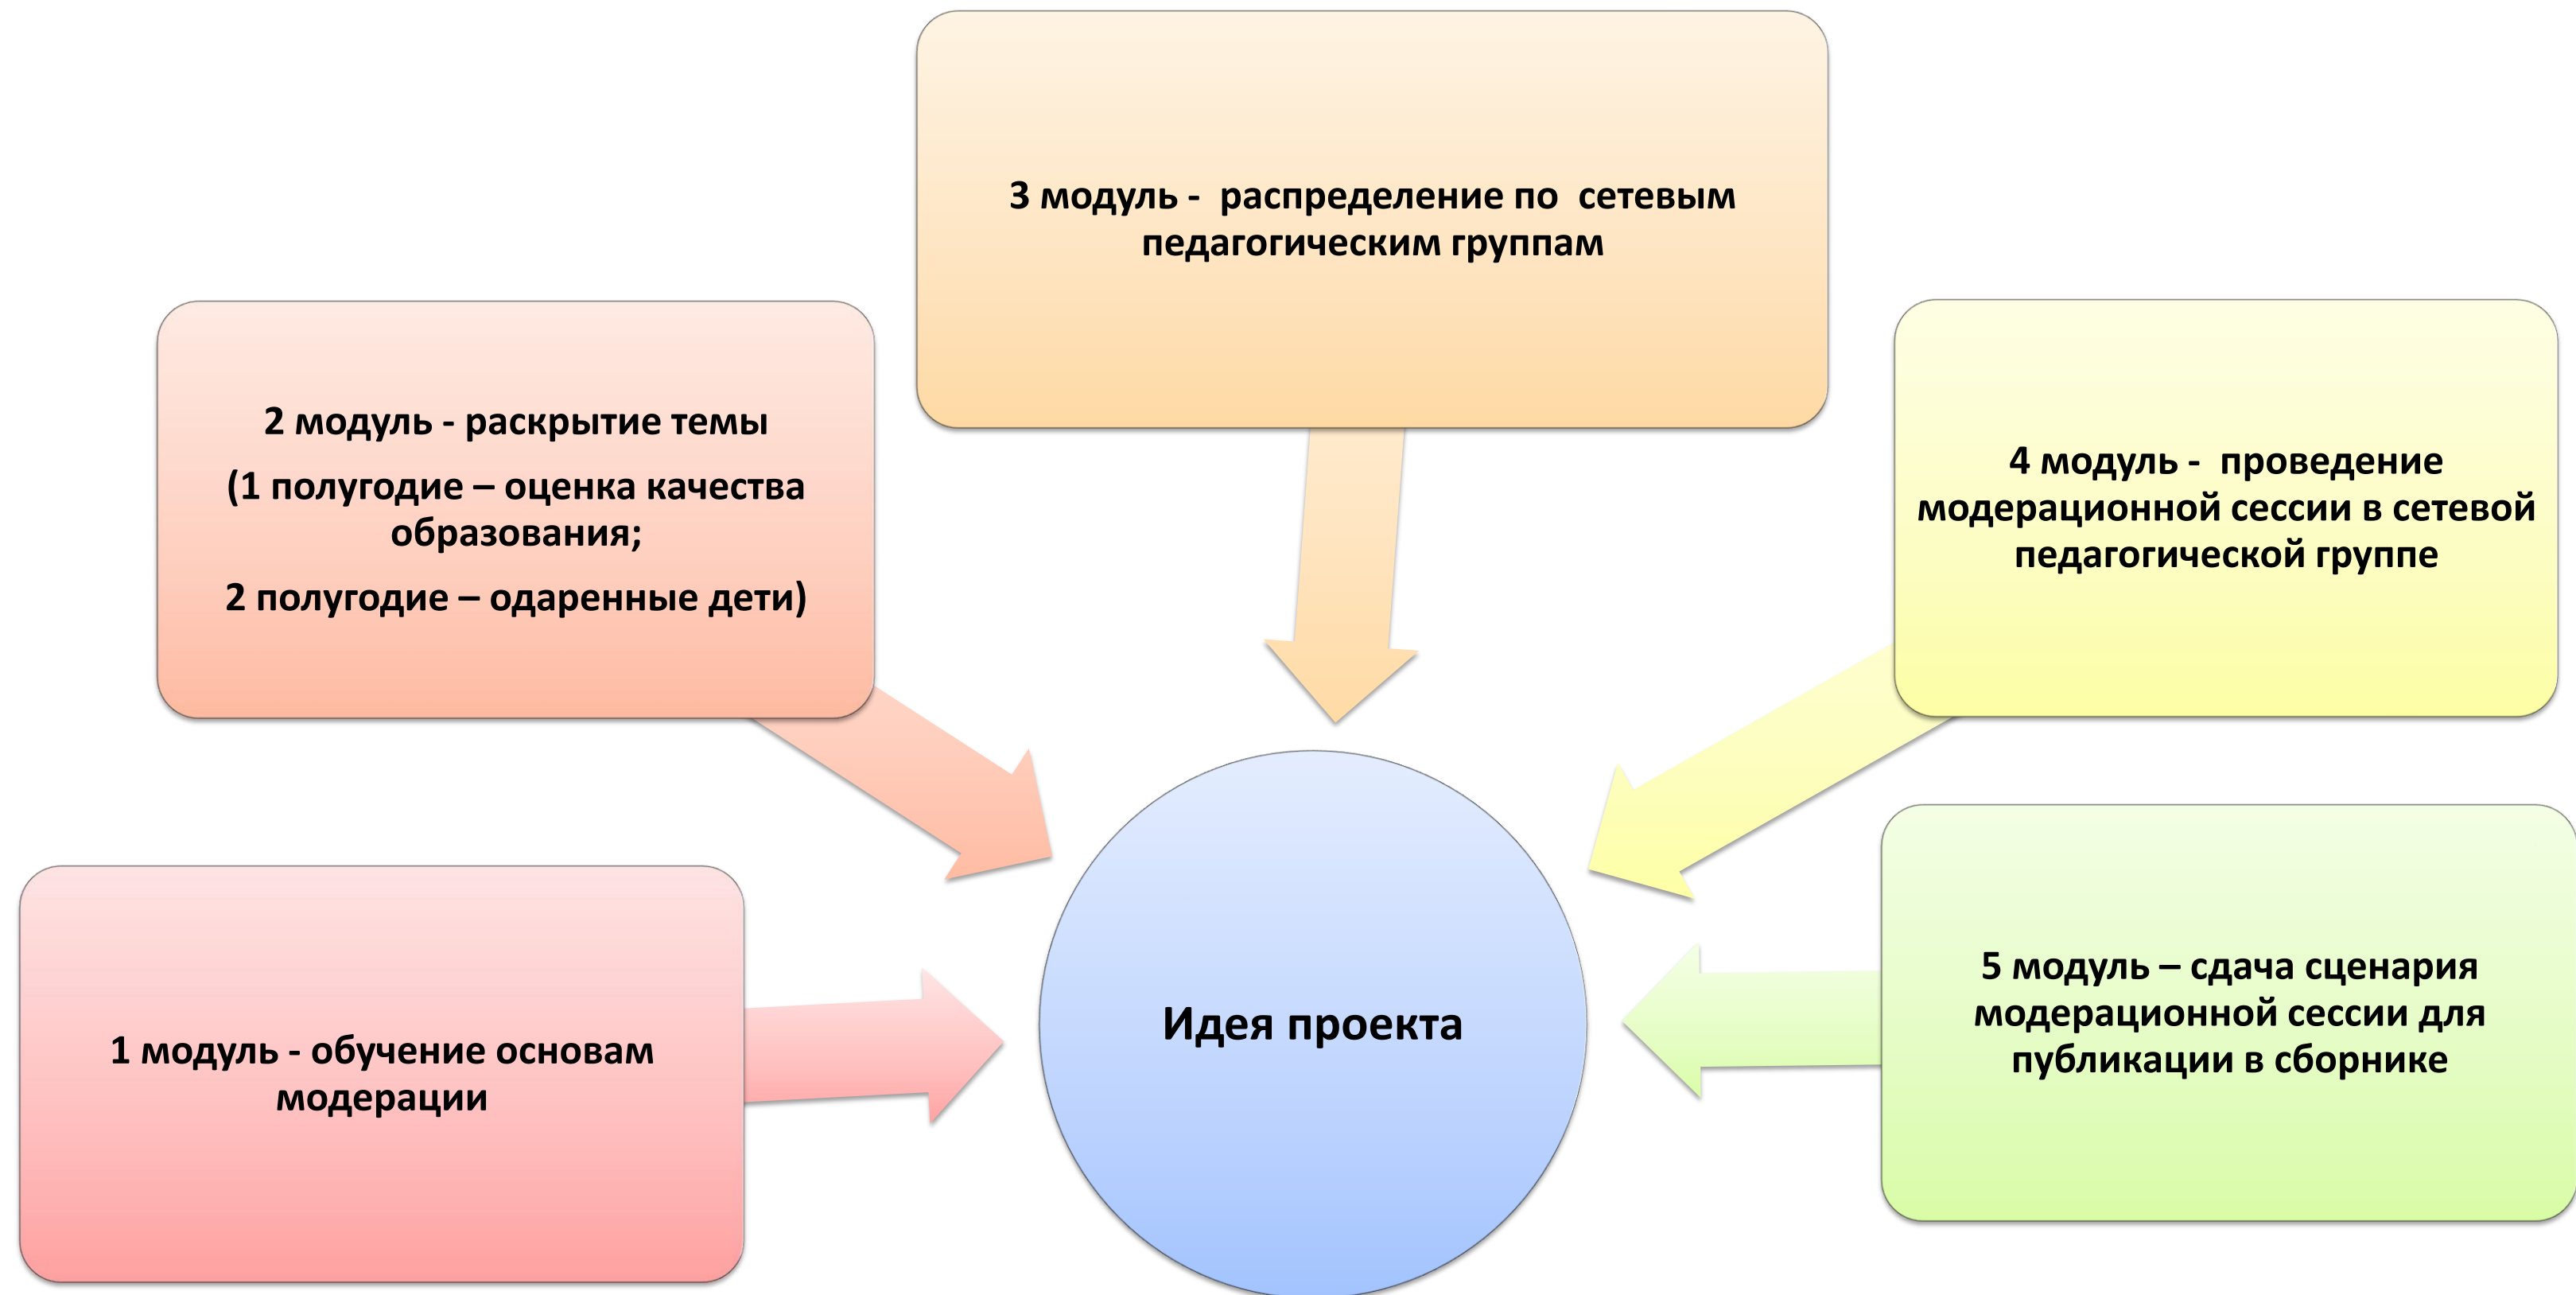 1 модуль - обучение основам
модерации
2 модуль - раскрытие темы
(1 полугодие – оценка качества
образования;
2 полугодие – одаренные дети)
3 модуль - распределение по сетевым
педагогическим группам
4 модуль - проведение
модерационной сессии в сетевой
педагогической группе
5 модуль – сдача сценария
модерационной сессии для
публикации в сборнике
Идея проекта